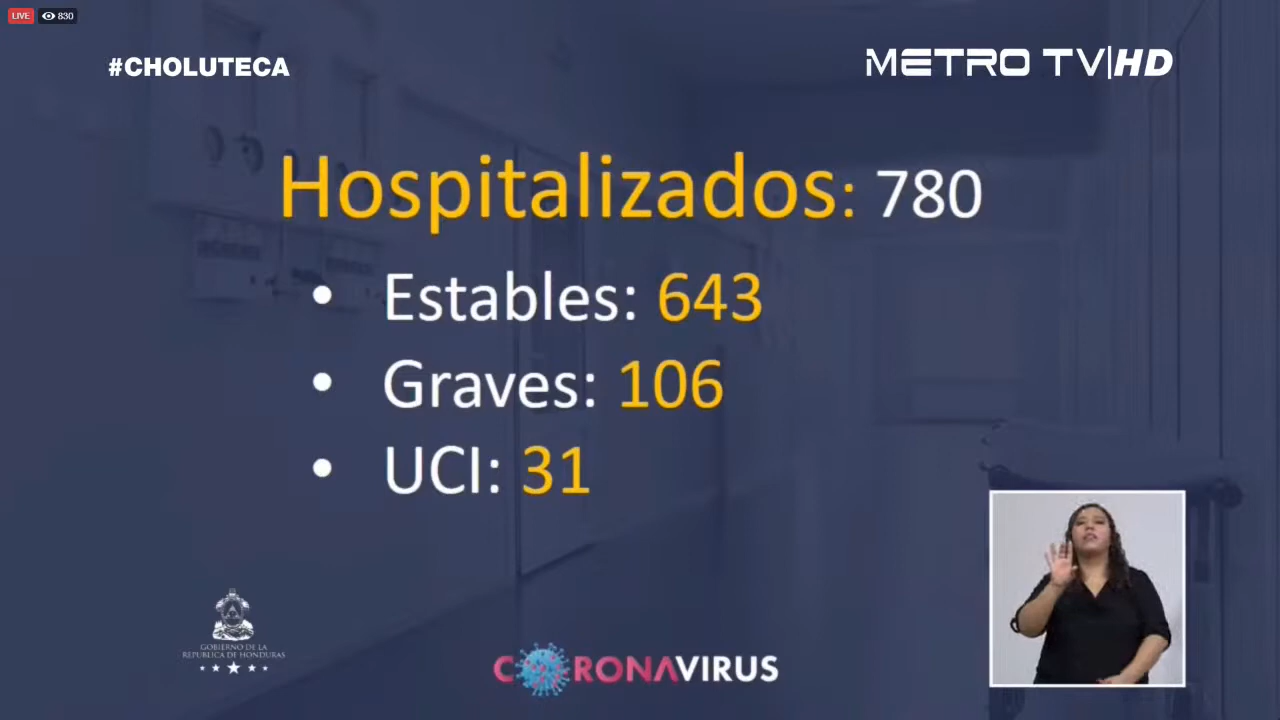 LIVE 830
#CHOLUTECA
METRO TV|HD
Hospitalizados: 780
• Estables: 643
• Graves: 106
• UCI: 31
GOBIERNO DE LA
REPÚBLICA DE HONDURAS
CORONAVIRUS